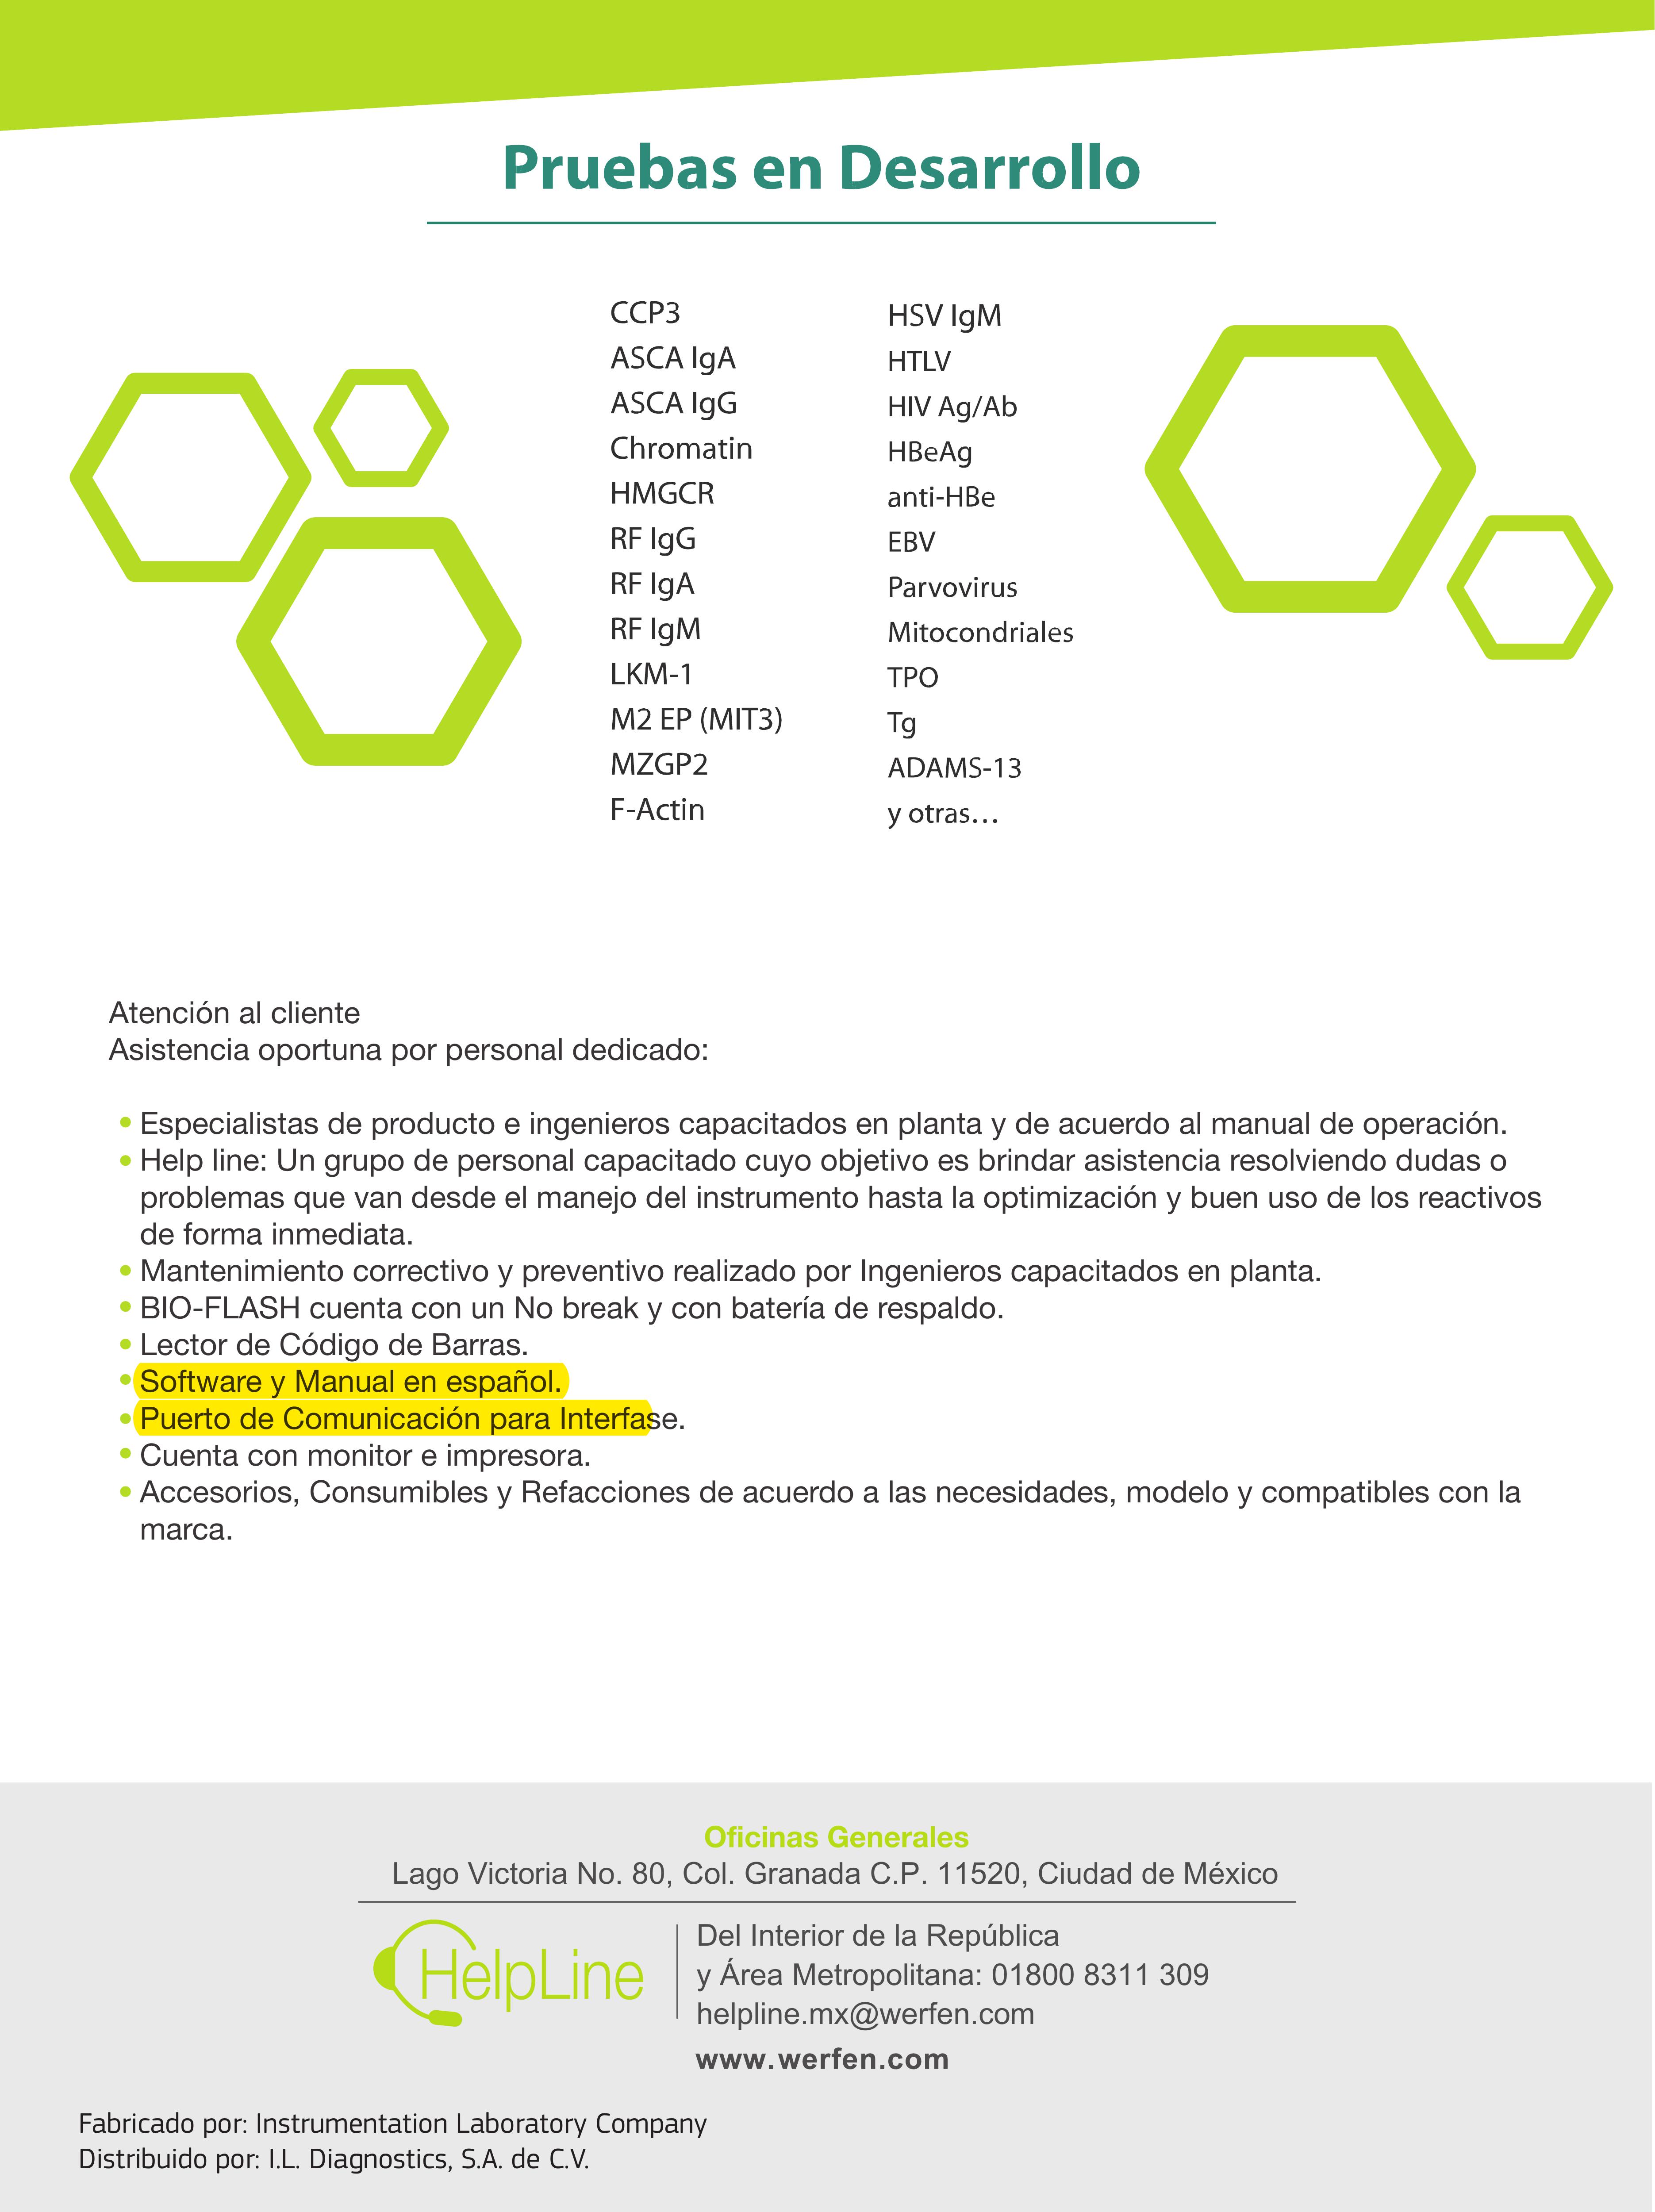 Pruebas en Desarrollo
CCP3
ASCA IgA
ASCA IgG
Chromatin
HMGCR
RF IgG
RF IgA
RF IgM
LKM-1
M2 EP (MIT3)
MZGP2
F-Actin
HSV IgM
HTLV
HIV Ag/Ab
HBeAg
anti-HBe
EBV
Parvovirus
Mitocondriales
TPO
Tg
ADAMS-13
y otras...
Atención al cliente
Asistencia oportuna por personal dedicado:
• Especialistas de producto e ingenieros capacitados en planta y de acuerdo al manual de operación.
• Help line: Un grupo de personal capacitado cuyo objetivo es brindar asistencia resolviendo dudas o
problemas que van desde el manejo del instrumento hasta la optimización y buen uso de los reactivos
de forma inmediata.
• Mantenimiento correctivo y preventivo realizado por Ingenieros capacitados en planta.
• BIO-FLASH cuenta con un No break y con batería de respaldo.
• Lector de Código de Barras.
• Software y Manual en español.
• Puerto de Comunicación para Interfase.
• Cuenta con monitor e impresora.
• Accesorios, Consumibles y Refacciones de acuerdo a las necesidades, modelo y compatibles con la
marca.
Oficinas Generales
Lago Victoria No. 80, Col. Granada C.P. 11520, Ciudad de México
HelpLine
Del Interior de la República
y Área Metropolitana: 01800 8311 309
helpline.mx@werfen.com
www.werfen.com
Fabricado por: Instrumentation Laboratory Company
Distribuido por: I.L. Diagnostics, S.A. de C.V.